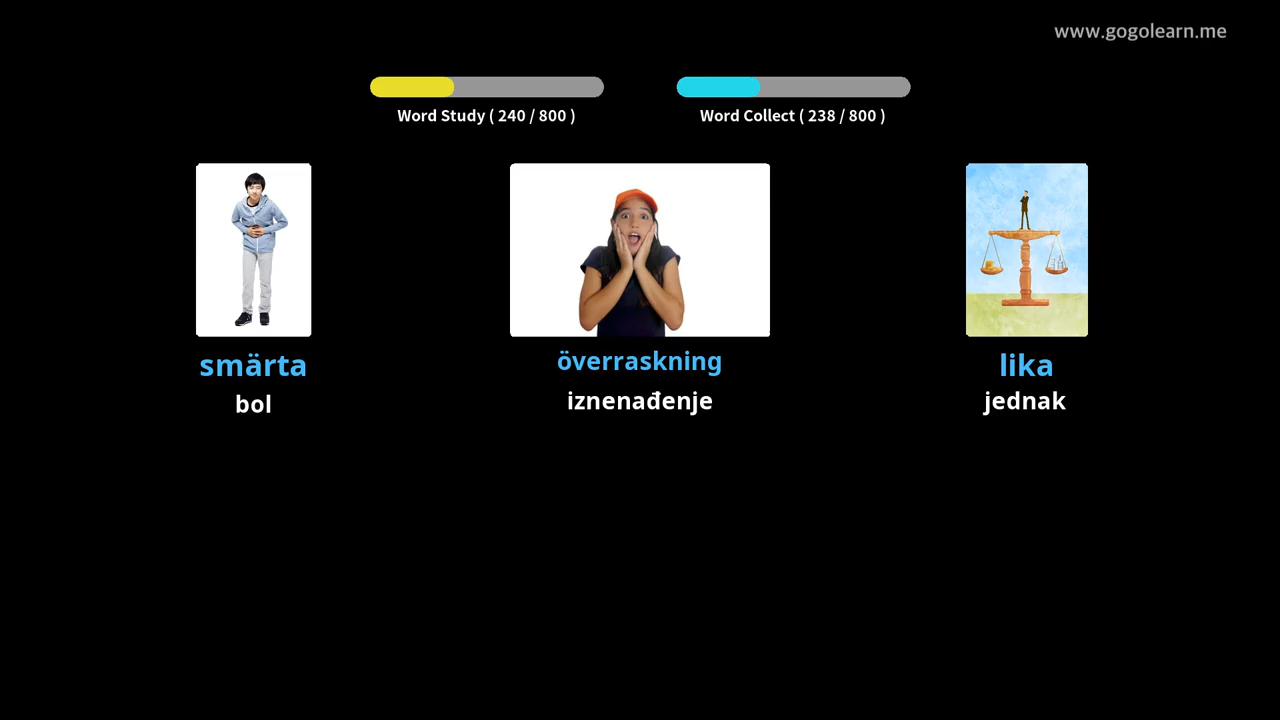 www.gogolearn.me
Word Study ( 240 / 800 )
Word Collect ( 238 / 800 )
smärta
bol
överraskning
iznenađenje
lika
jednak